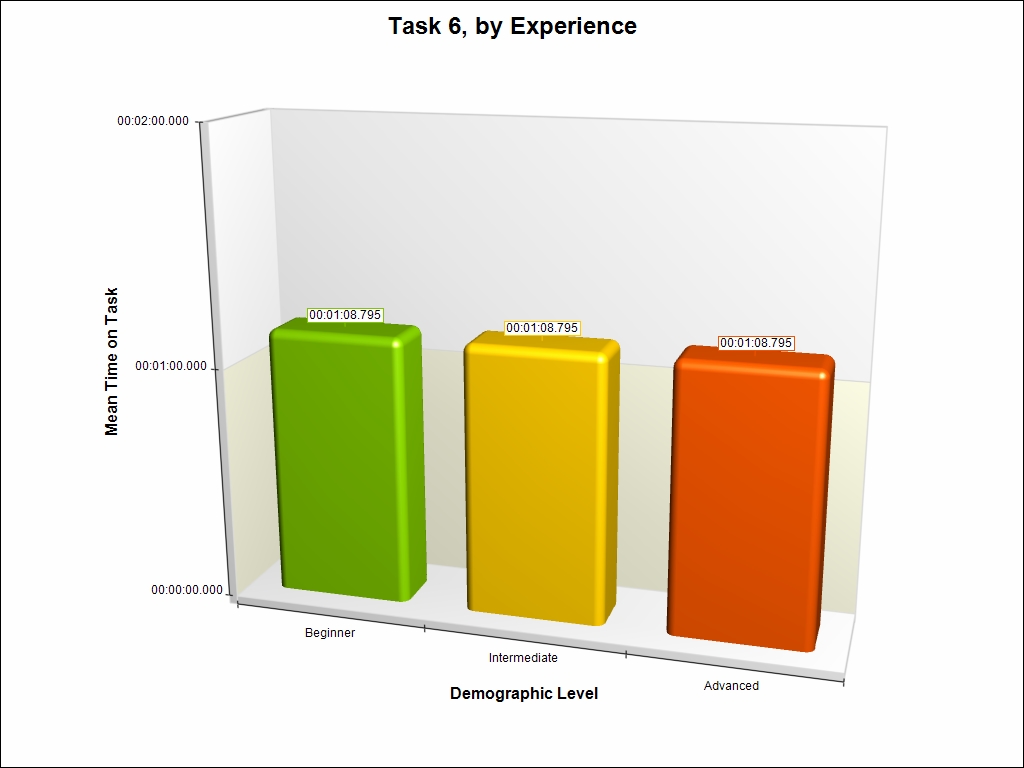 Task 6, by Experience
00:02:00.000
00:01:00.000
00:00:00.000
Mean Time on Task
00:01:08.795
00:01:08.795
00:01:08.795
Beginner
Intermediate
Advanced
Demographic Level